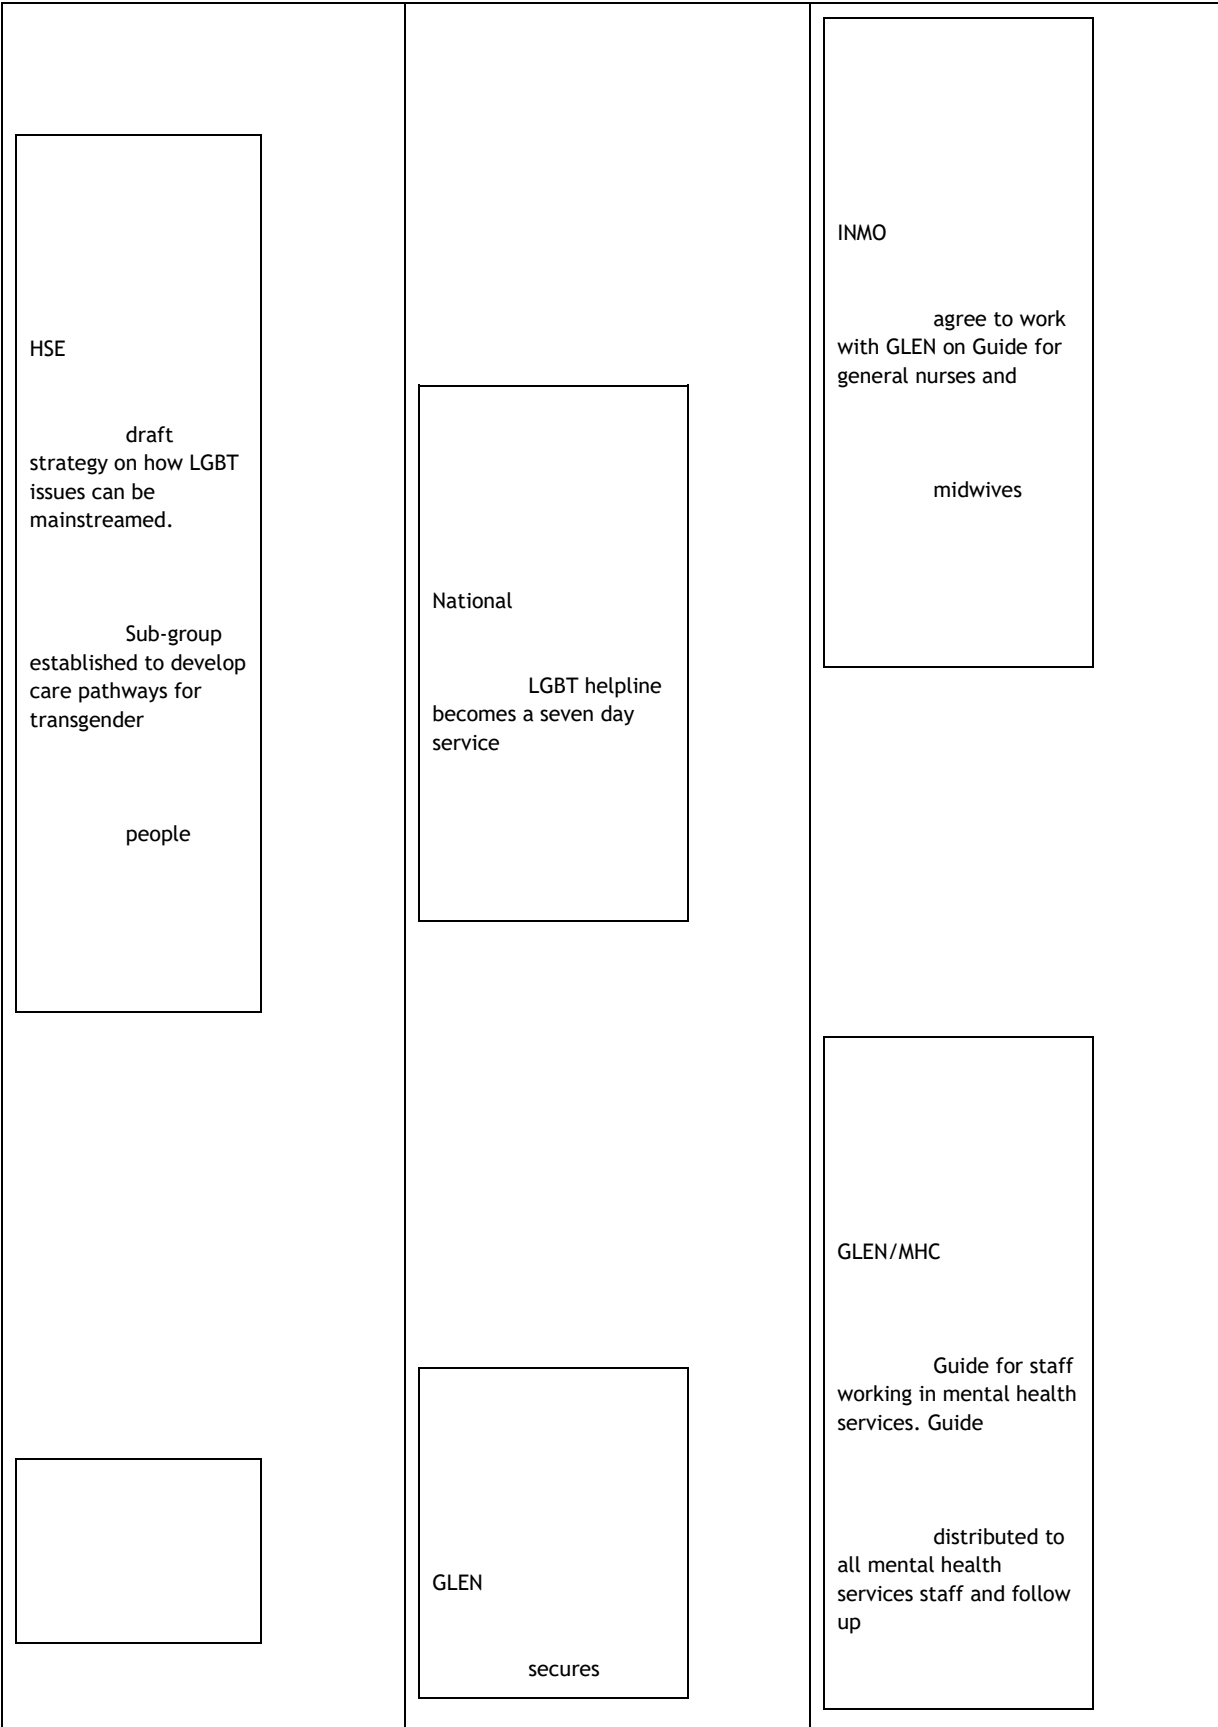 HSE
draft
strategy on how LGBT
issues can be
mainstreamed.
Sub-group
established to develop
care pathways for
transgender
people
National
LGBT helpline
becomes a seven day
service
GLEN
secures
INMO
agree to work
with GLEN on Guide for
general nurses and
midwives
GLEN/MHC
Guide for staff
working in mental health
services. Guide
distributed to
all mental health
services staff and follow
up